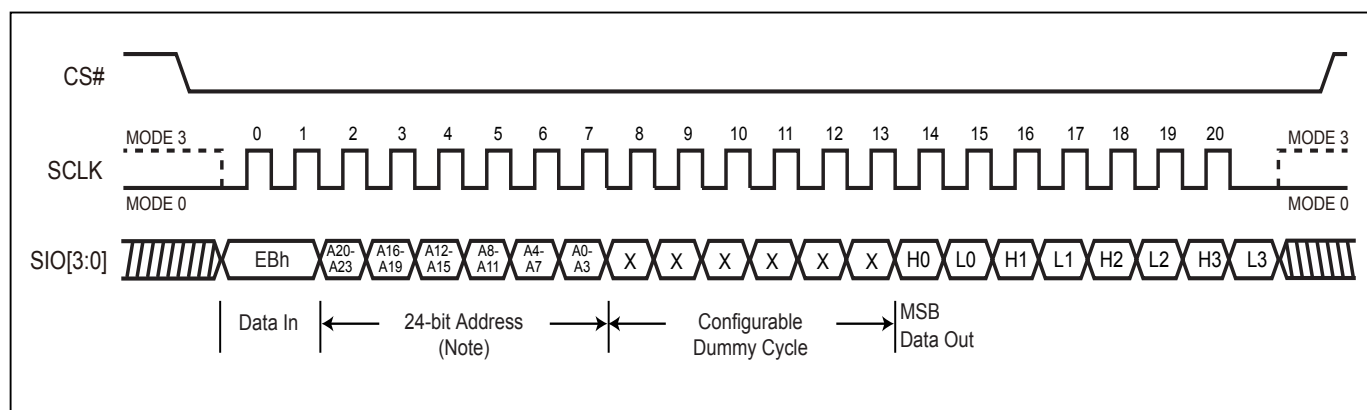 CS#
MODE 3
0 1 2 3 4 5 6 7 8 9 10 11 12 13 14 15 16 17 18 19 20
MODE 3
SCLK
MODE 0
MODE 0
SIO[3:0]
EBh
A20-
A23
A16-
A19
A12-
A15
A8-
A11
A4-
A7
A0-
A3
X X X X X X H0 L0 H1 L1 H2 L2 H3 L3
Data In
24-bit Address
(Note)
Configurable
Dummy Cycle
MSB
Data Out